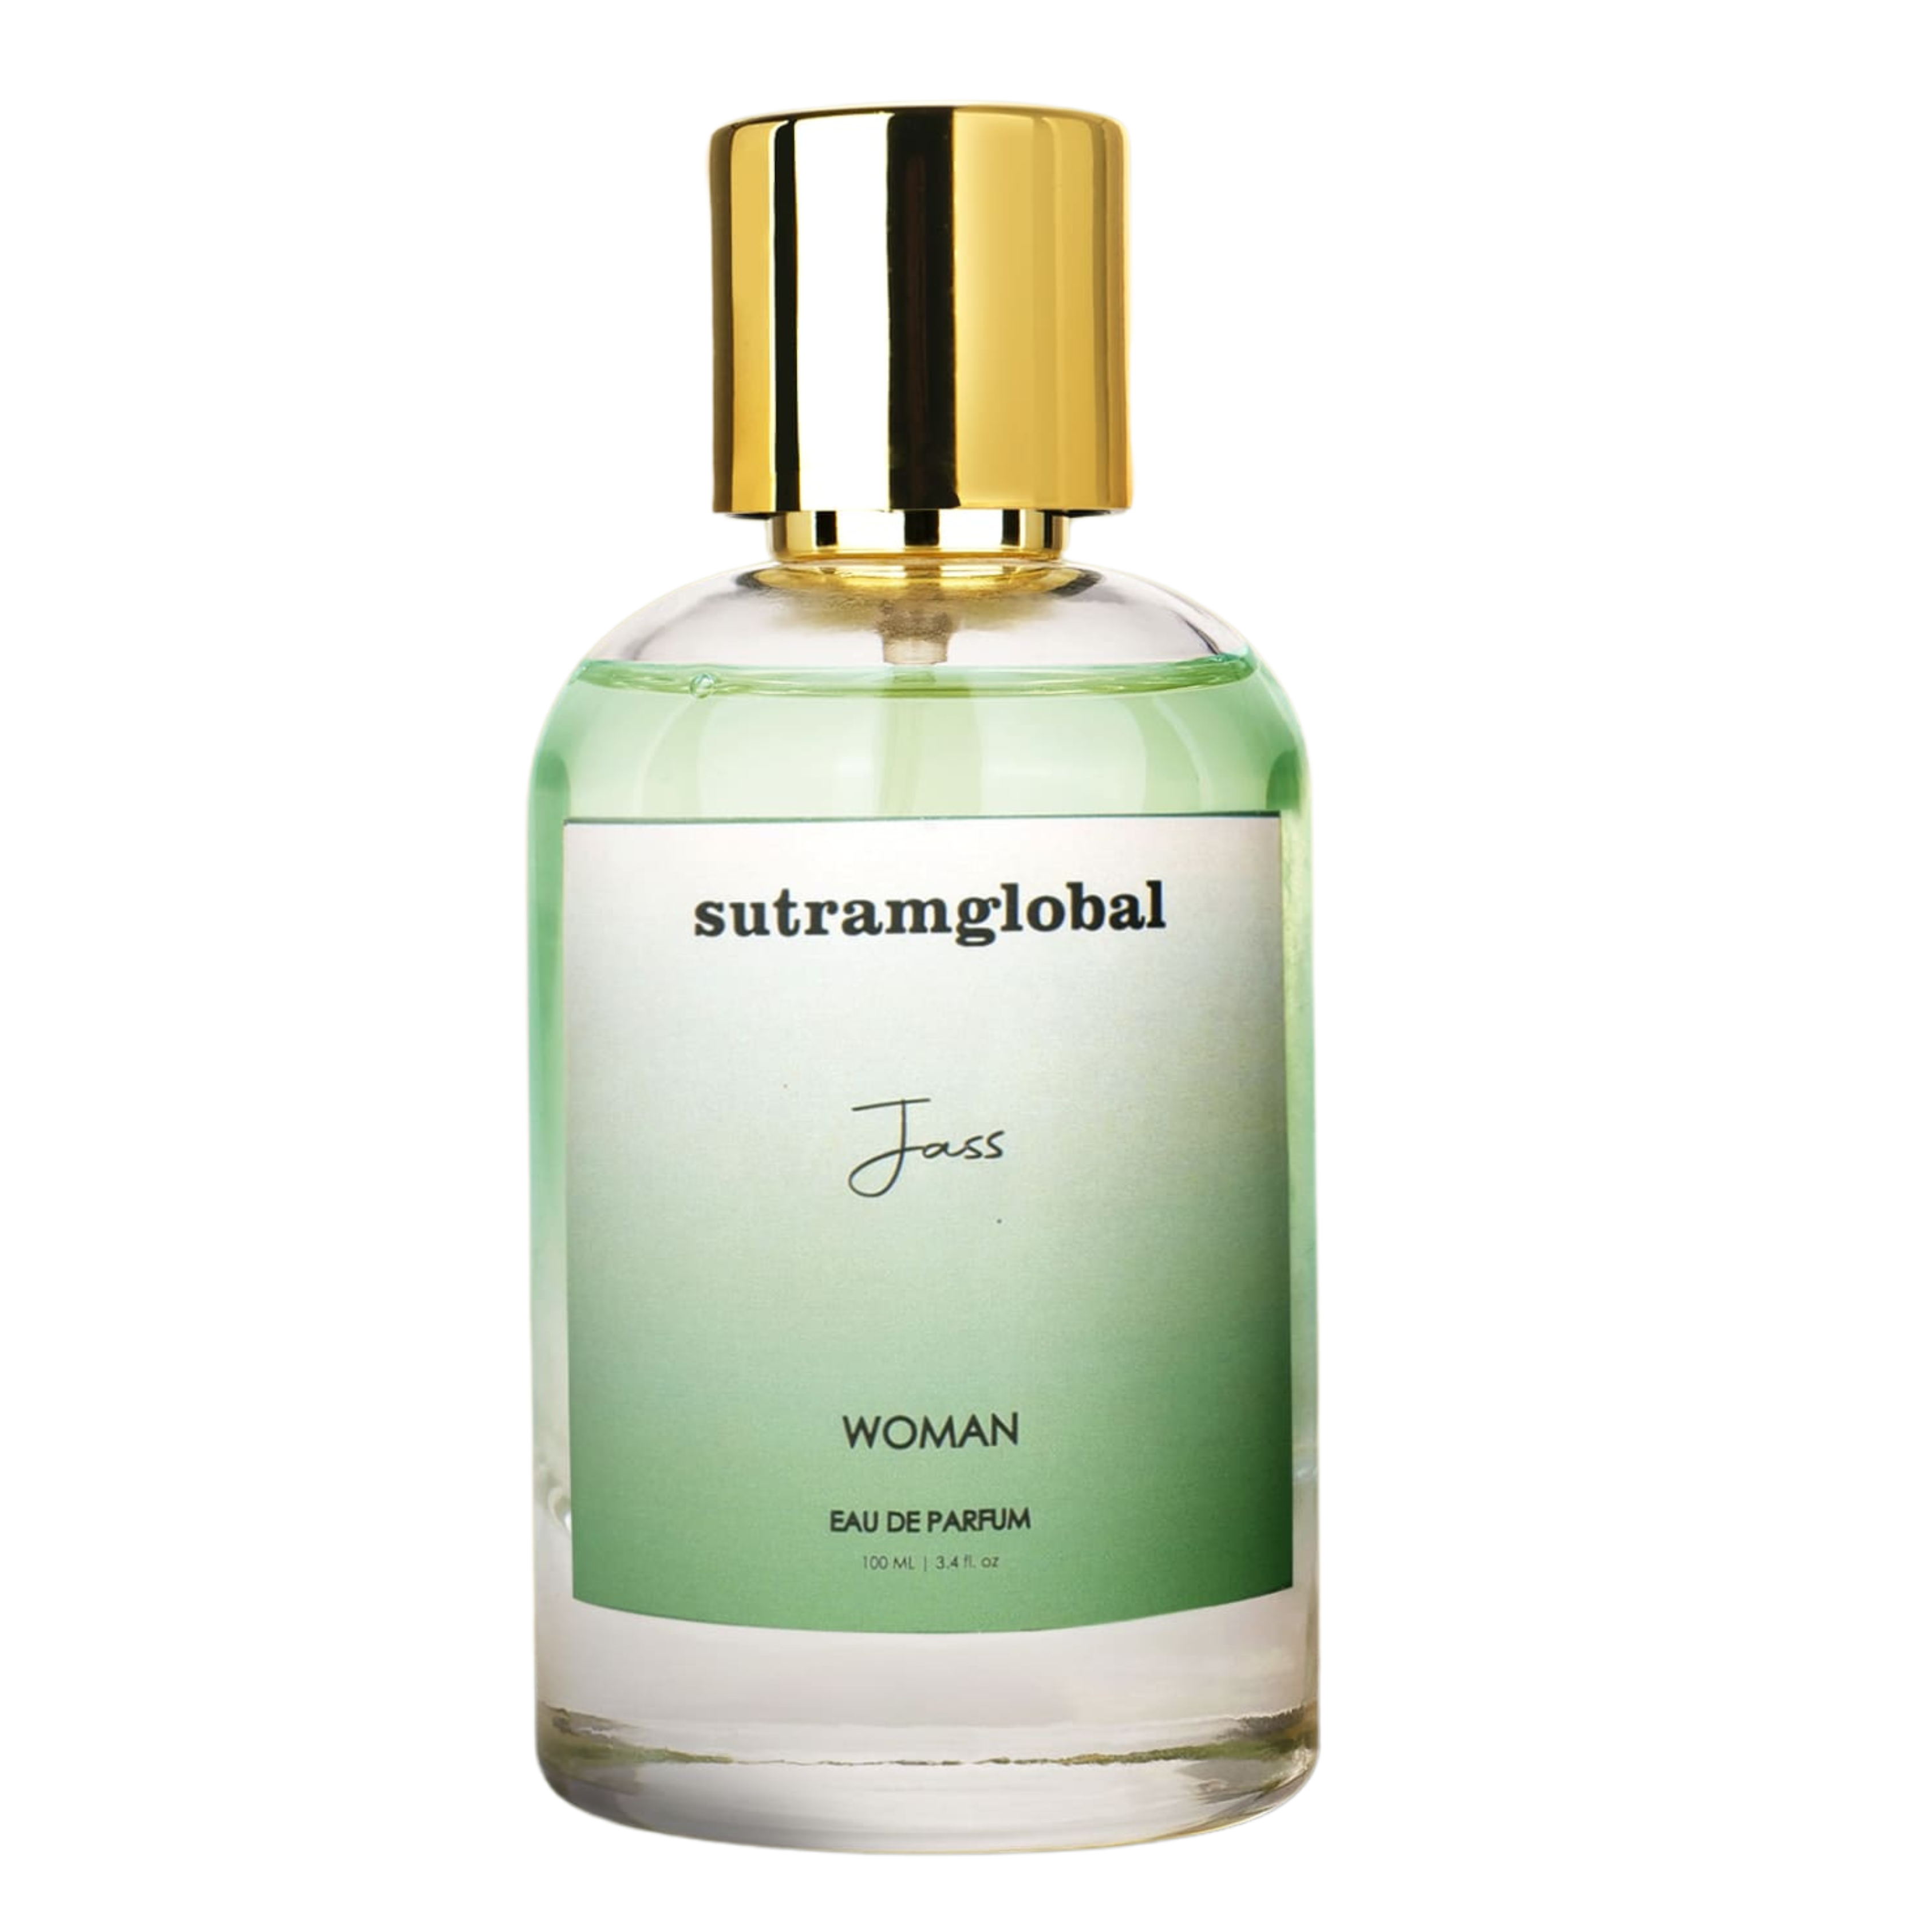 sutramglobal
Jass
WOMAN
EAU DE PARFUM
100 ML | 3.4 fl. oz